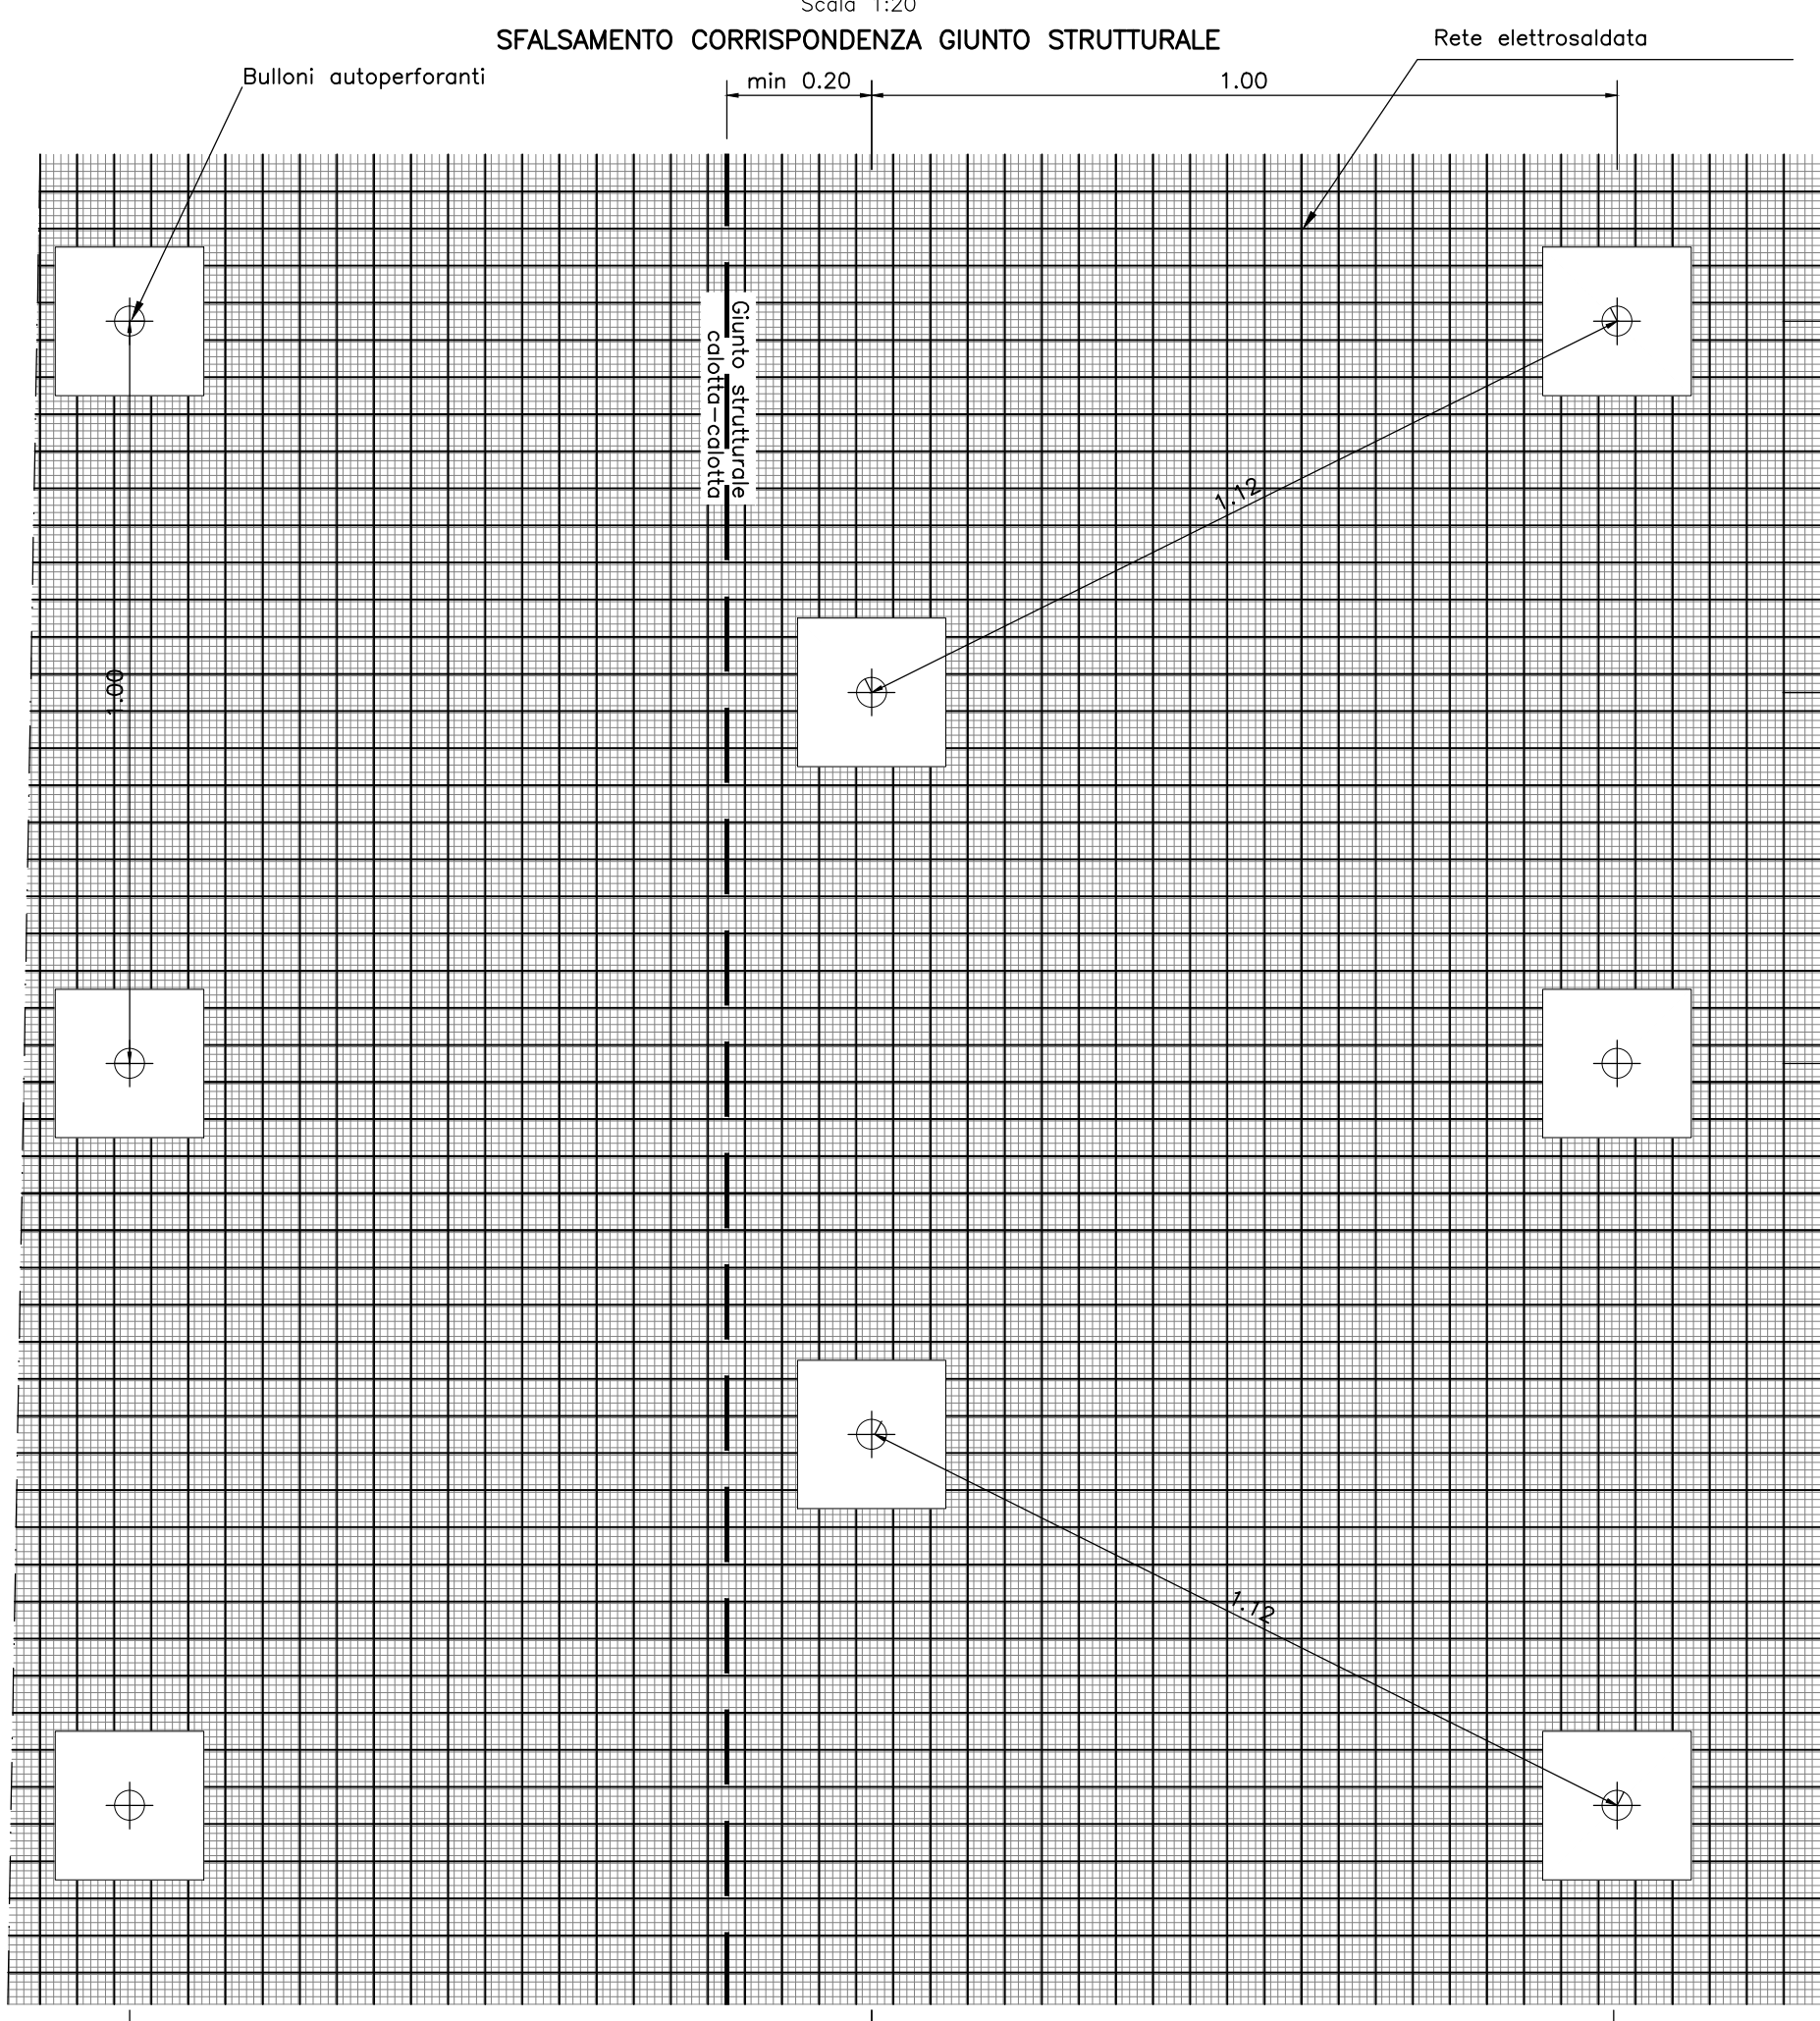 Scala 1:20
SFALSAMENTO CORRISPONDENZA GIUNTO STRUTTURALE
Rete elettrosaldata
Bulloni autoperforanti
min 0.20
1.00
Giunto strutturale
calotta-calotta
1.12
1.00
1.12